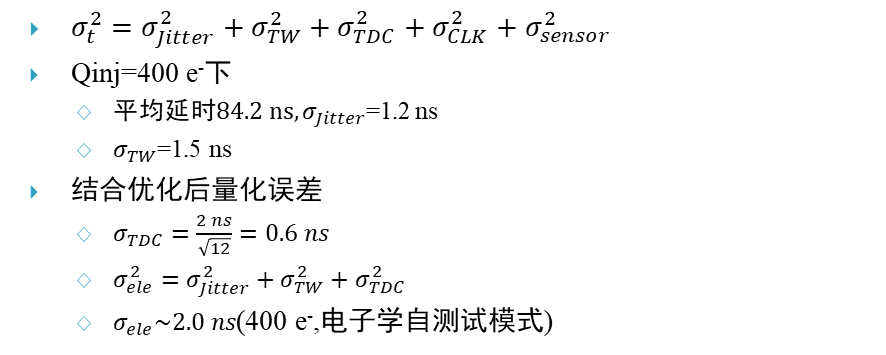 σ_t^2 = σ_Jitter^2 + σ_TW^2 + σ_TDC^2 + σ_CLK^2 + σ_sensor^2
Qinj=400 e⁻下
平均延时84.2 ns,σ_Jitter=1.2 ns
σ_TW=1.5 ns
结合优化后量化误差
σ_TDC = 2 ns/√12 = 0.6 ns
σ_ele^2 = σ_Jitter^2 + σ_TW^2 + σ_TDC^2
σ_ele~2.0 ns(400 e⁻,电子学自测试模式)